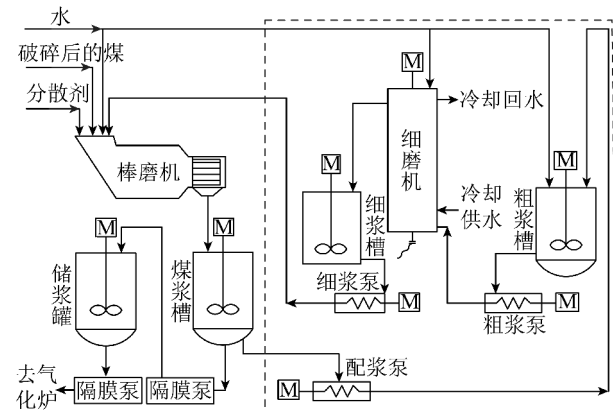 水
破碎后的煤
分散剂
棒磨机
M
冷却回水
细磨机
冷却
供水
M
细浆槽
M
粗浆槽
M
储浆罐
M
煤浆槽
细浆泵
M
粗浆泵
M
去气
化炉
隔膜泵
隔膜泵
配浆泵
M